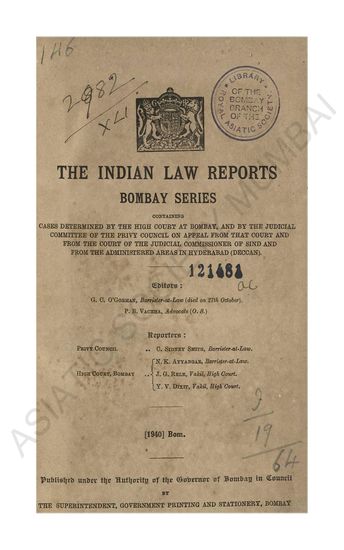 146
2982
XLI
LIBRARY
OF THE
BOMBAY
BRANCH
OF THE
ROYAL ASIATIC SOCIETY
THE INDIAN LAW REPORTS
BOMBAY SERIES
CONTAINING
CASES DETERMINED BY THE HIGH COURT AT BOMBAY, AND BY THE JUDICIAL
COMMITTEE OF THE PRIVY COUNCIL ON APPEAL FROM THAT COURT AND
FROM THE COURT OF THE JUDICIAL COMMISSIONER OF SIND AND
FROM THE ADMINISTERED AREAS IN HYDERABAD (DECCAN).
121484
Editors :
G. C. O'GORMAN, Barrister-at-Law (died on 27th October).
P. B. VACHHA, Advocate (O. S.)
Reporters :
PRIVY COUNCIL .. C. SIDNEY SMITH, Barrister-at-Law.
N. K. AYYANGAR, Barrister-at-Law.
HIGH COURT, BOMBAY .. J. G. RELE, Vakil, High Court.
Y. V. DIXIT, Vakil, High Court.
19
64
[1940] Bom.
Published under the Authority of the Governor of Bombay in Council
BY
THE SUPERINTENDENT, GOVERNMENT PRINTING AND STATIONERY, BOMBAY